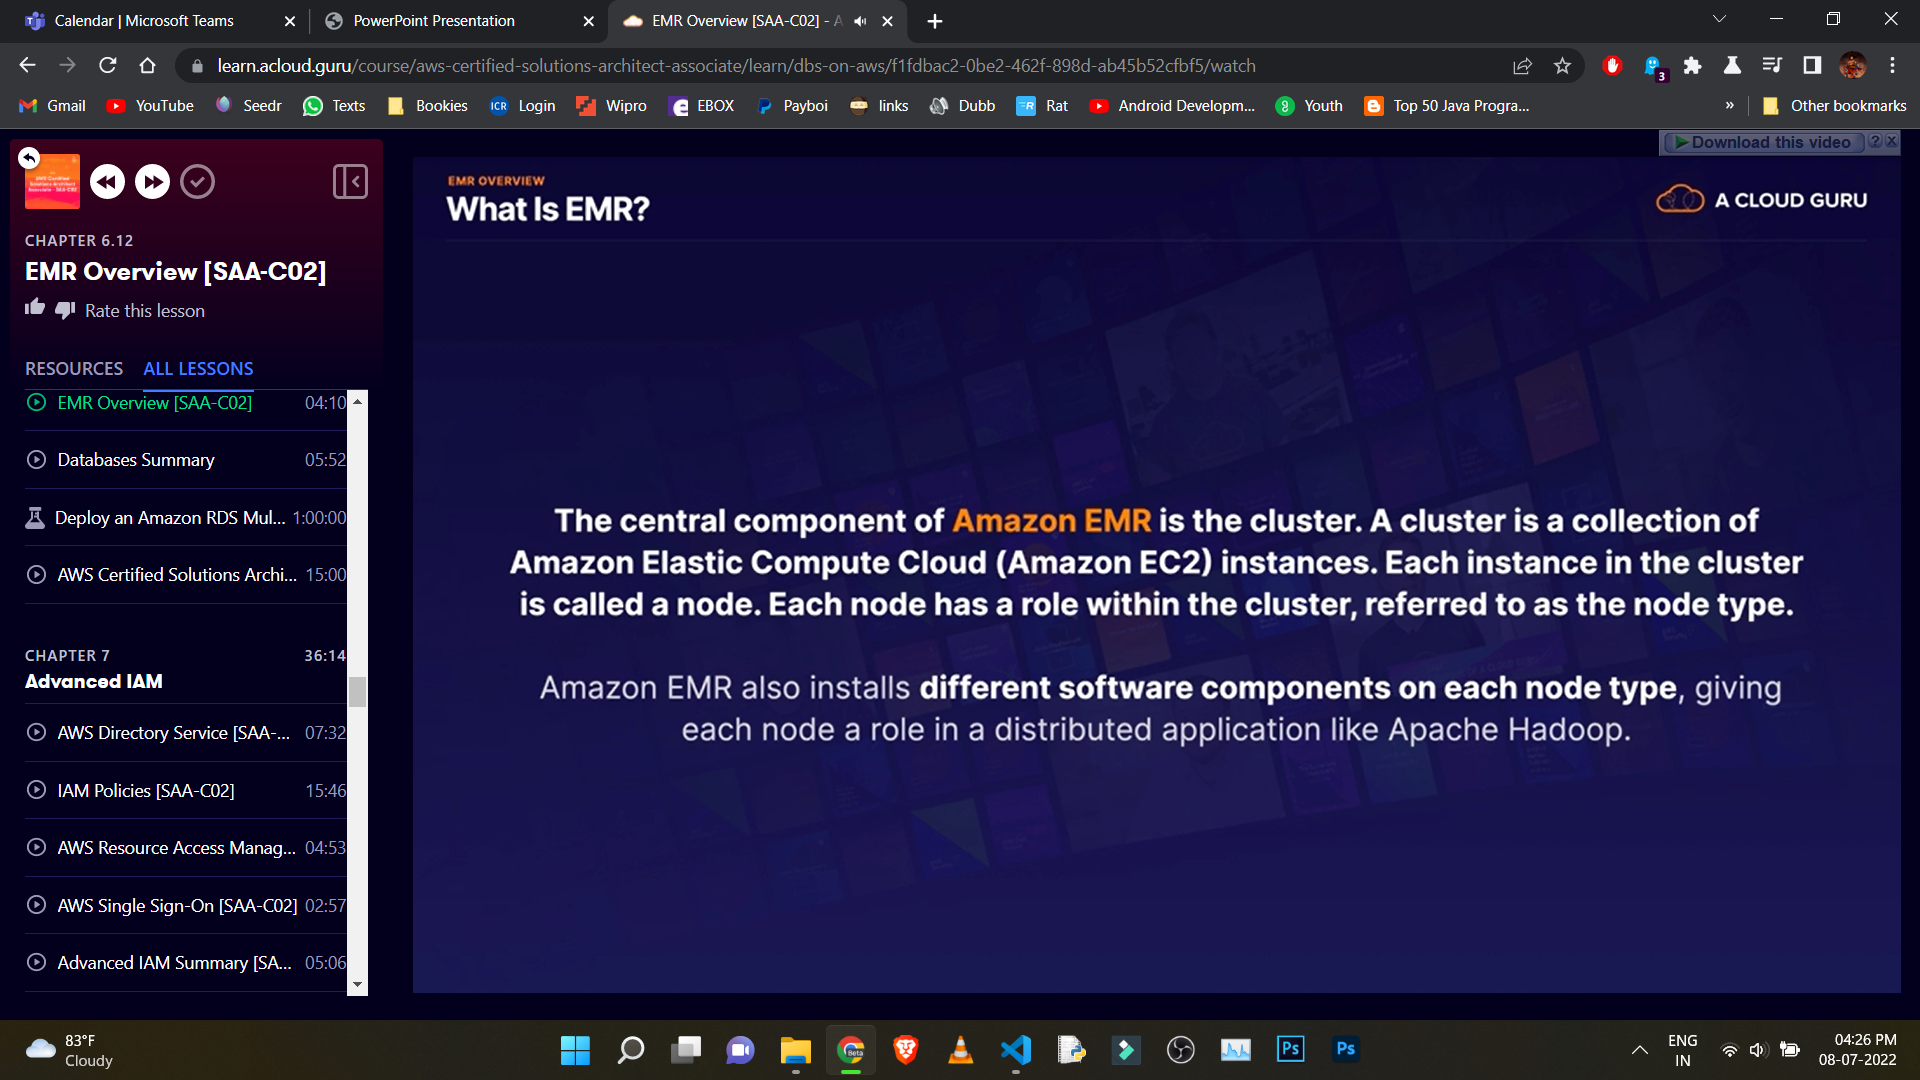 Calendar | Microsoft Teams
PowerPoint Presentation
EMR Overview [SAA-C02] - A
learn.acloud.guru/course/aws-certified-solutions-architect-associate/learn/dbs-on-aws/f1fdbac2-0be2-462f-898d-ab45b52cfbf5/watch
3
Gmail
YouTube
Seedr
Texts
Bookies
ICR Login
Wipro
EBOX
Payboi
links
Dubb
Rat
Android Developm...
Youth
Top 50 Java Progra...
»
Other bookmarks
Download this video ? X
CHAPTER 6.12
EMR Overview [SAA-C02]
Rate this lesson
RESOURCES ALL LESSONS
EMR Overview [SAA-C02] 04:10
Databases Summary 05:52
Deploy an Amazon RDS Mul... 1:00:00
AWS Certified Solutions Archi... 15:00
CHAPTER 7 36:14
Advanced IAM
AWS Directory Service [SAA-... 07:32
IAM Policies [SAA-C02] 15:46
AWS Resource Access Manag... 04:53
AWS Single Sign-On [SAA-C02] 02:57
Advanced IAM Summary [SA... 05:06
EMR OVERVIEW
What Is EMR?
A CLOUD GURU
The central component of Amazon EMR is the cluster. A cluster is a collection of
Amazon Elastic Compute Cloud (Amazon EC2) instances. Each instance in the cluster
is called a node. Each node has a role within the cluster, referred to as the node type.
Amazon EMR also installs different software components on each node type, giving
each node a role in a distributed application like Apache Hadoop.
83°F
Cloudy
Beta
Ps
Ps
ENG
IN
04:26 PM
08-07-2022